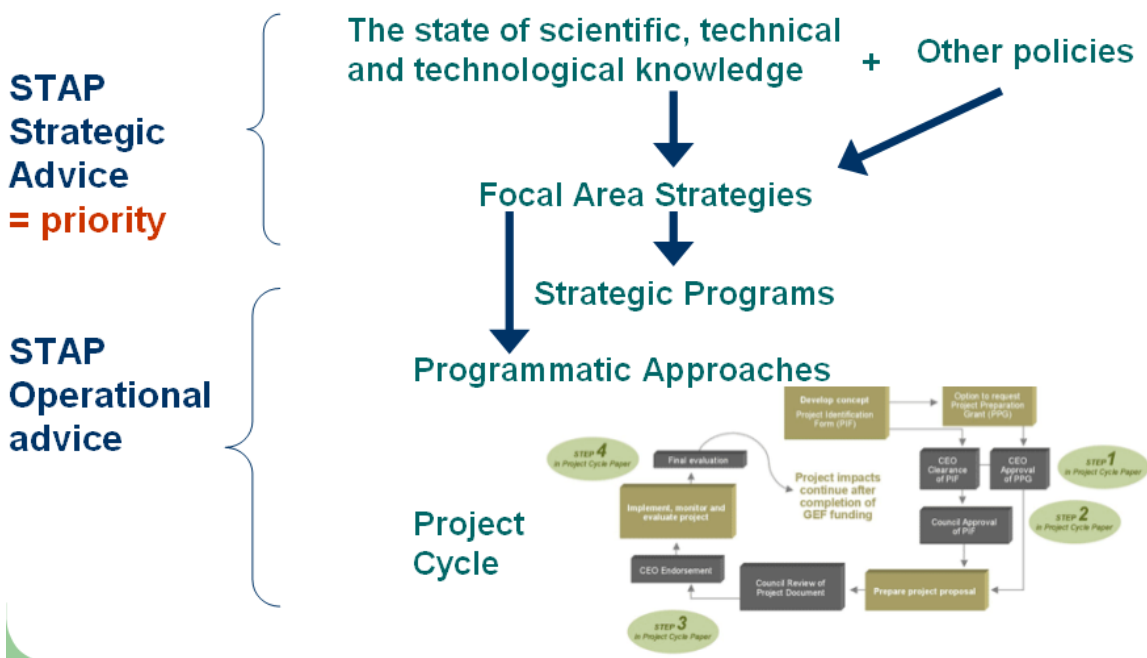 The state of scientific, technical
and technological knowledge
+
Other policies
STAP
Strategic
Advice
= priority
Focal Area Strategies
Strategic Programs
STAP
Operational
advice
Programmatic Approaches
Project
Cycle
Develop concept
Project Identification
Form (PIF)
Option to request
Project Preparation
Grant (PPG)
CEO
Clearance
of PIF
CEO
Approval
of PPG
STEP 1
in Project Cycle Paper
STEP 2
in Project Cycle Paper
Council Approval
of PIF
Prepare project proposal
Council Review of
Project Document
STEP 3
in Project Cycle Paper
CEO Endorsement
Implement, monitor and
evaluate project
STEP 4
in Project Cycle Paper
Final evaluation
Project impacts
continue after
completion of
GEF funding